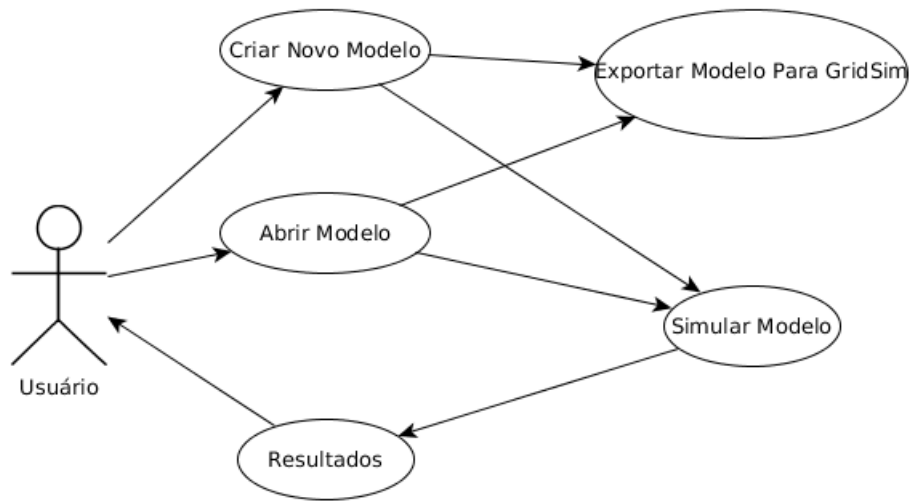 Criar Novo Modelo
Exportar Modelo Para GridSim
Abrir Modelo
Simular Modelo
Usuário
Resultados